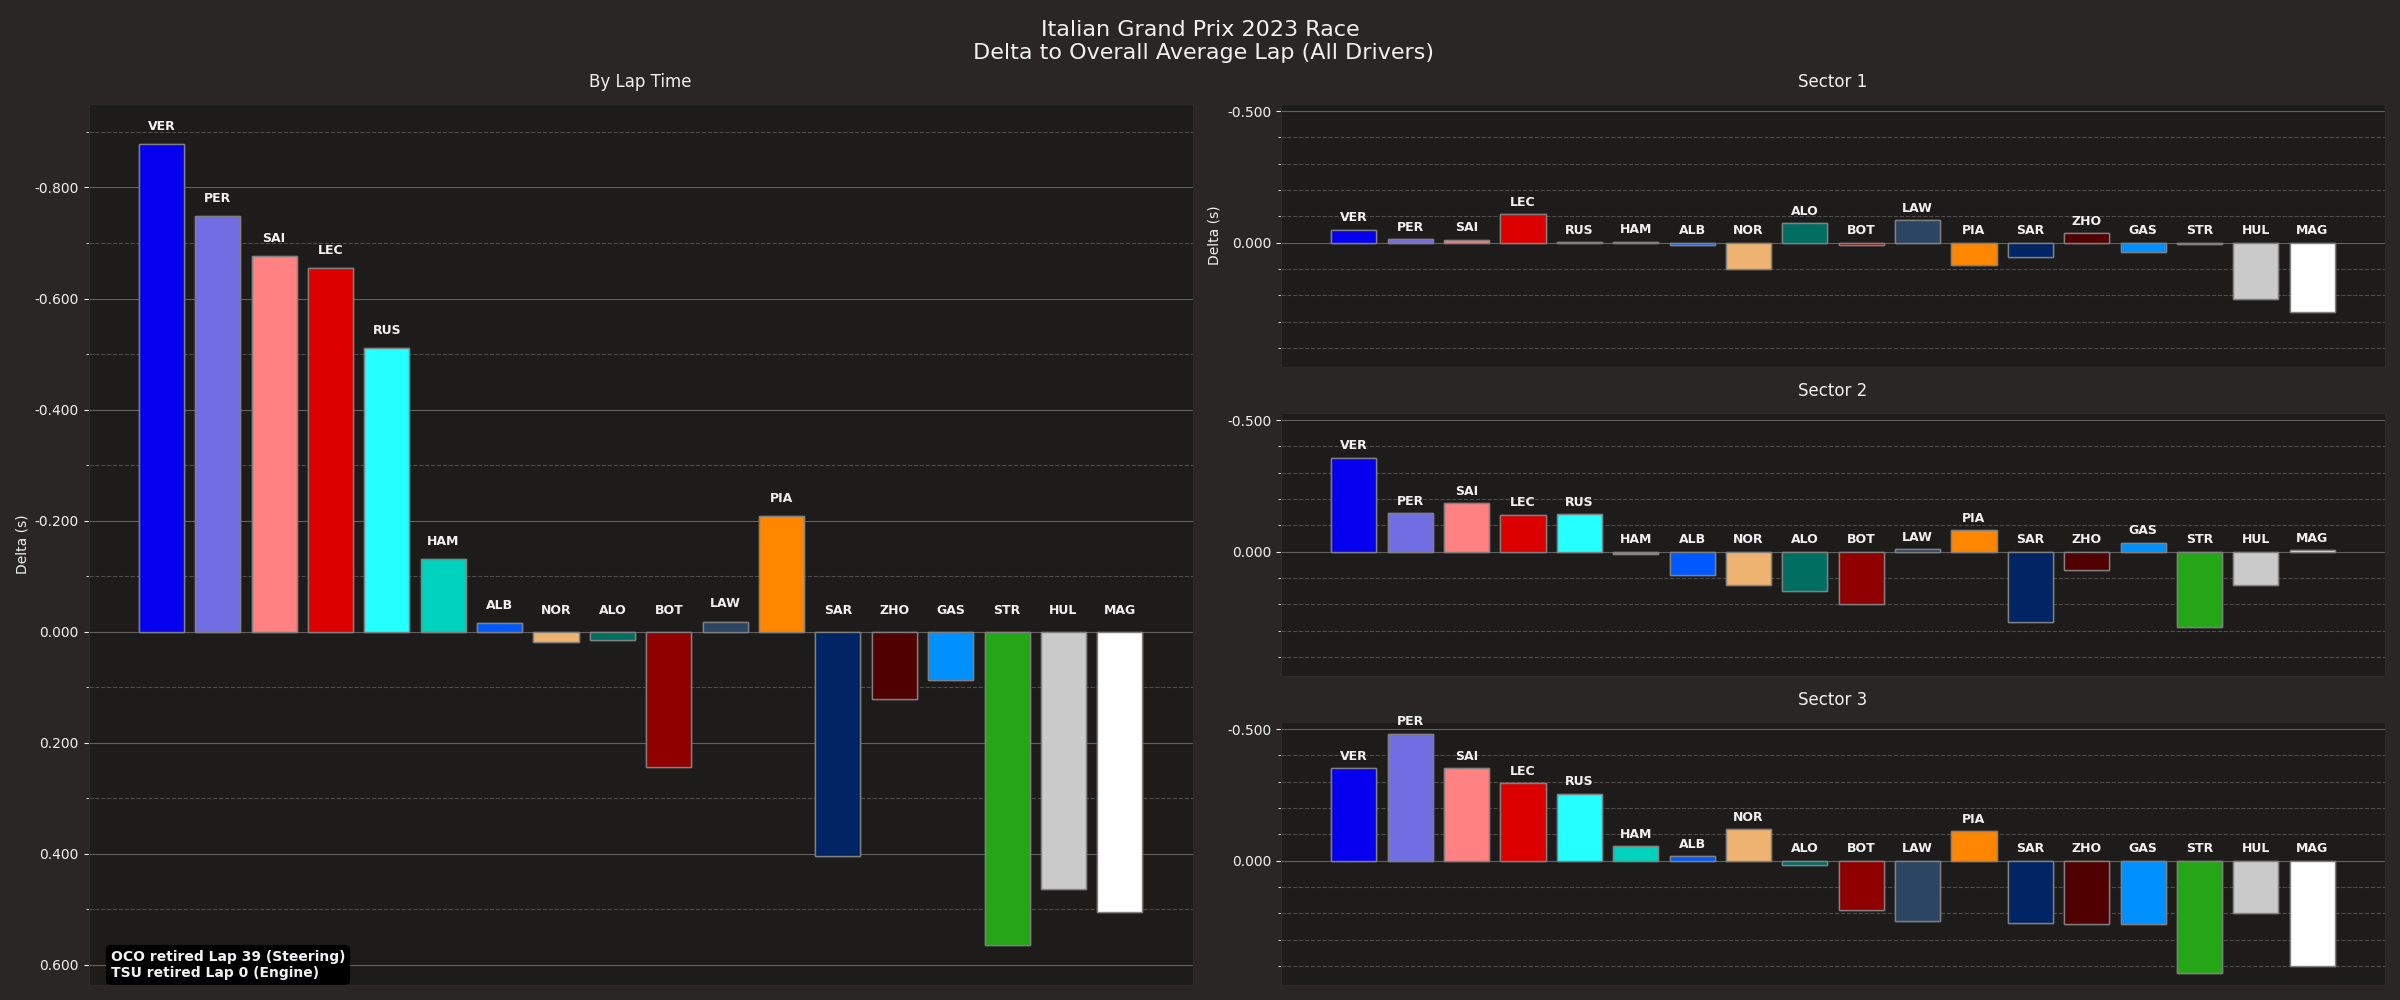 Italian Grand Prix 2023 Race
Delta to Overall Average Lap (All Drivers)
By Lap Time
Delta (s)
-0.800
-0.600
-0.400
-0.200
0.000
0.200
0.400
0.600
VER
PER
SAI
LEC
RUS
HAM
ALB
NOR
ALO
BOT
LAW
PIA
SAR
ZHO
GAS
STR
HUL
MAG
OCO retired Lap 39 (Steering)
TSU retired Lap 0 (Engine)
Sector 1
Delta (s)
-0.500
0.000
VER
PER
SAI
LEC
RUS
HAM
ALB
NOR
ALO
BOT
LAW
PIA
SAR
ZHO
GAS
STR
HUL
MAG
Sector 2
-0.500
0.000
VER
PER
SAI
LEC
RUS
HAM
ALB
NOR
ALO
BOT
LAW
PIA
SAR
ZHO
GAS
STR
HUL
MAG
Sector 3
-0.500
0.000
VER
PER
SAI
LEC
RUS
HAM
ALB
NOR
ALO
BOT
LAW
PIA
SAR
ZHO
GAS
STR
HUL
MAG